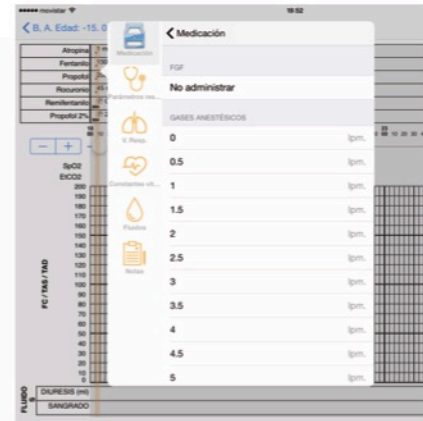 movistar 19:52
B, A. Edad: -15. 0
Atropina
Fentanilo
Propofol
Rocuronio
Remifentanilo
Propofol 2%
SpO2
EtCO2
200
190
180
170
160
150
140
130
120
110
100
90
80
70
60
50
40
30
20
10
0
FC / TAS / TAD
FLUIDOS
DIURESIS (ml)
SANGRADO
Medicación
V. Resp.
Constantes vit...
Fluidos
Notas
Medicación
FGF
No administrar
GASES ANESTÉSICOS
0 lpm.
0.5 lpm.
1 lpm.
1.5 lpm.
2 lpm.
2.5 lpm.
3 lpm.
3.5 lpm.
4 lpm.
4.5 lpm.
5 lpm.